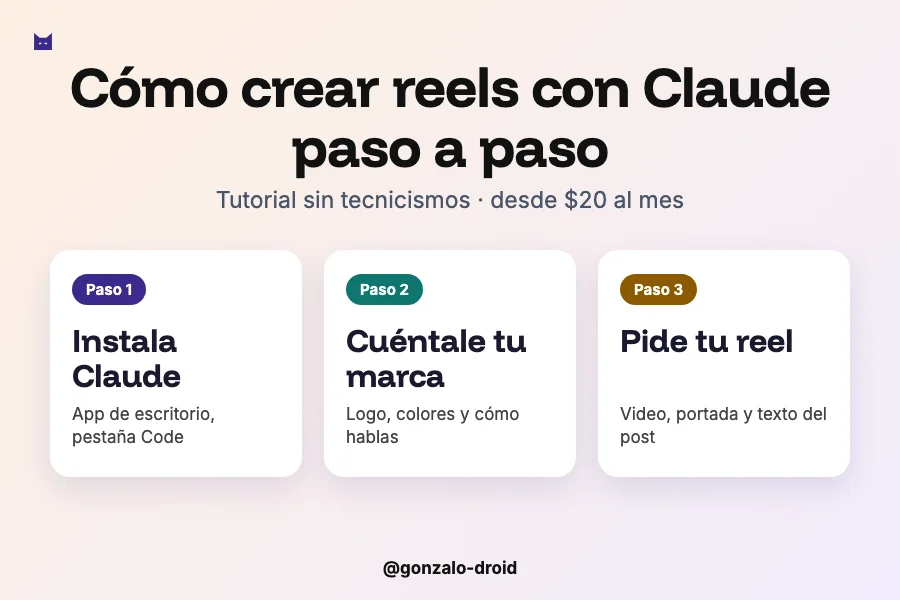 Cómo crear reels con Claude
paso a paso
Tutorial sin tecnicismos · desde $20 al mes
Paso 1
Instala
Claude
App de escritorio,
pestaña Code
Paso 2
Cuéntale tu
marca
Logo, colores y cómo
hablas
Paso 3
Pide tu reel
Video, portada y texto del
post
@gonzalo-droid